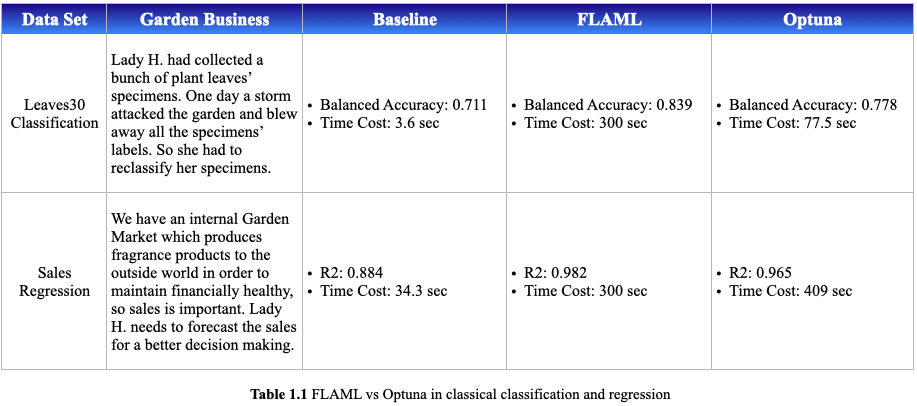 Data Set Garden Business Baseline FLAML Optuna
Leaves30
Classification
Lady H. had collected a
bunch of plant leaves’
specimens. One day a storm
attacked the garden and blew
away all the specimens’
labels. So she had to
reclassify her specimens.
• Balanced Accuracy: 0.711
• Time Cost: 3.6 sec
• Balanced Accuracy: 0.839
• Time Cost: 300 sec
• Balanced Accuracy: 0.778
• Time Cost: 77.5 sec
Sales
Regression
We have an internal Garden
Market which produces
fragrance products to the
outside world in order to
maintain financially healthy,
so sales is important. Lady
H. needs to forecast the sales
for a better decision making.
• R2: 0.884
• Time Cost: 34.3 sec
• R2: 0.982
• Time Cost: 300 sec
• R2: 0.965
• Time Cost: 409 sec
Table 1.1 FLAML vs Optuna in classical classification and regression